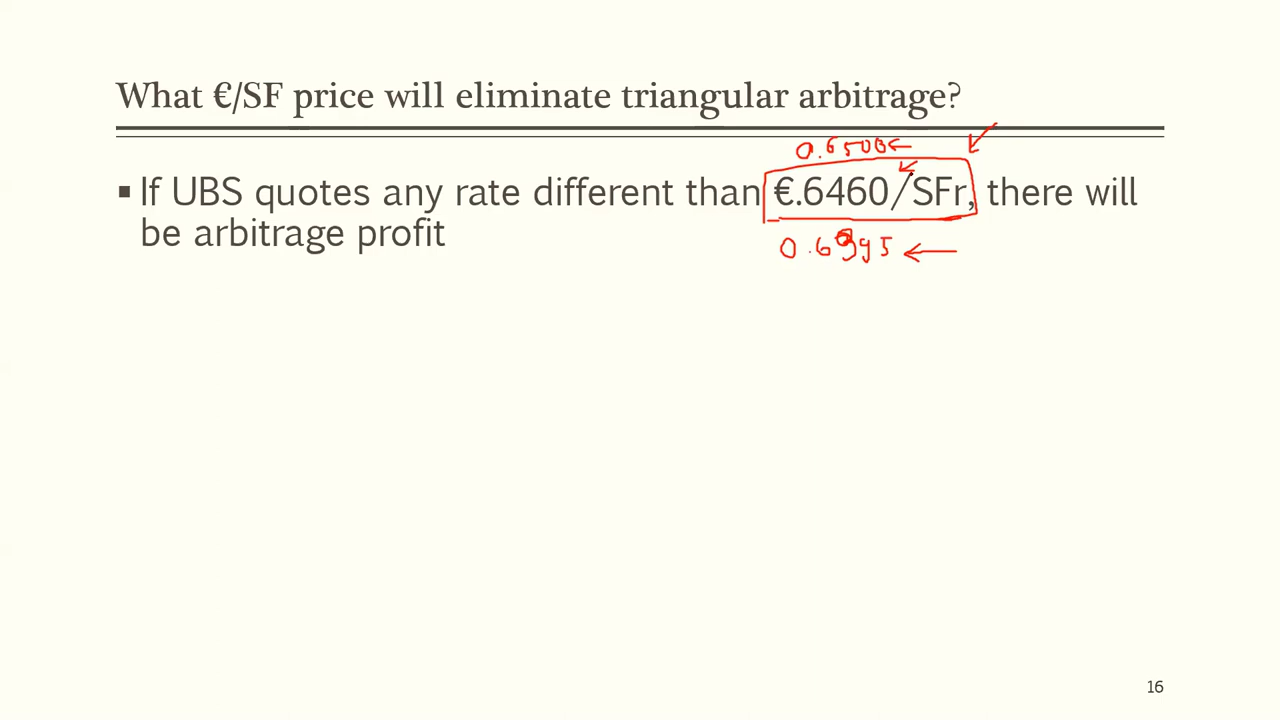 What €/SF price will eliminate triangular arbitrage?
0.6500
▪ If UBS quotes any rate different than €.6460/SFr, there will
be arbitrage profit
16